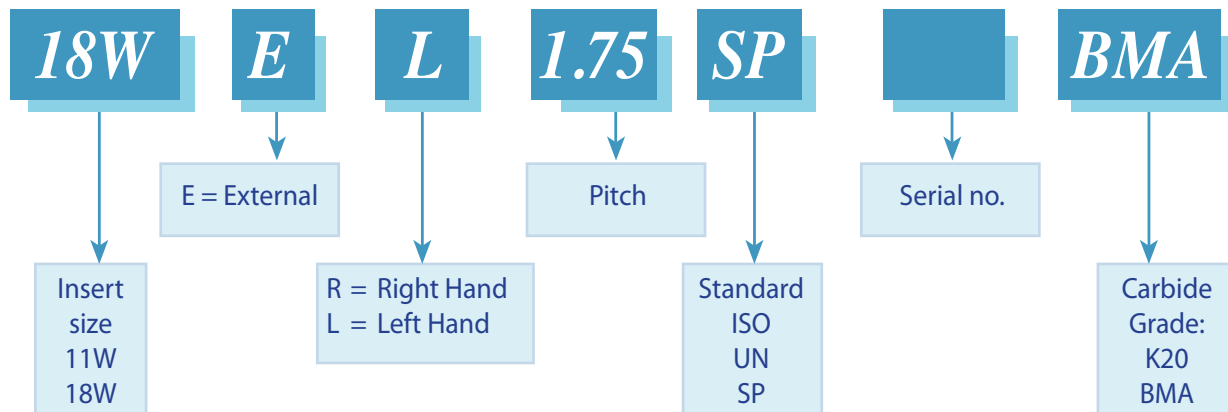 18W E L 1.75 SP BMA
E = External
Pitch
Serial no.
Insert
size
11W
18W
R = Right Hand
L = Left Hand
Standard
ISO
UN
SP
Carbide
Grade:
K20
BMA